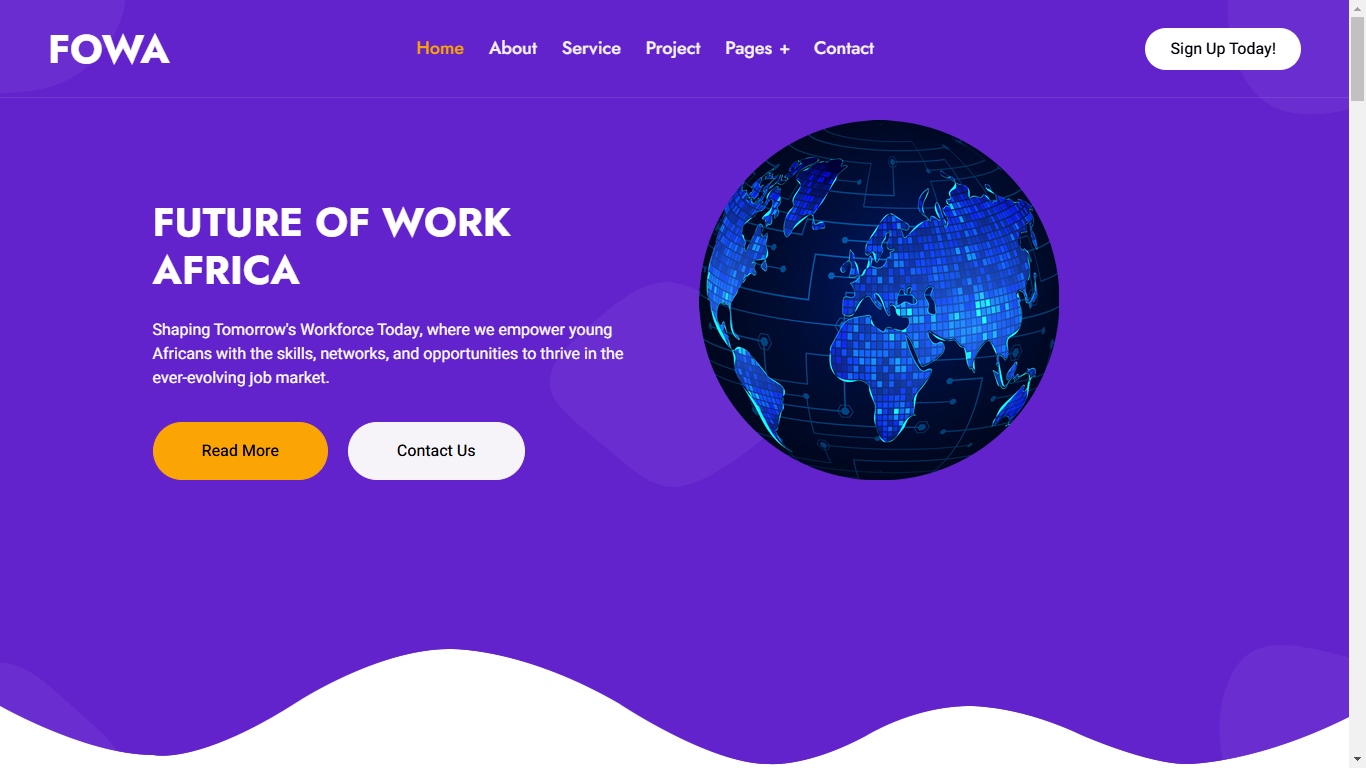 FOWA
Home About Service Project Pages + Contact
Sign Up Today!
FUTURE OF WORK
AFRICA
Shaping Tomorrow's Workforce Today, where we empower young
Africans with the skills, networks, and opportunities to thrive in the
ever-evolving job market.
Read More
Contact Us